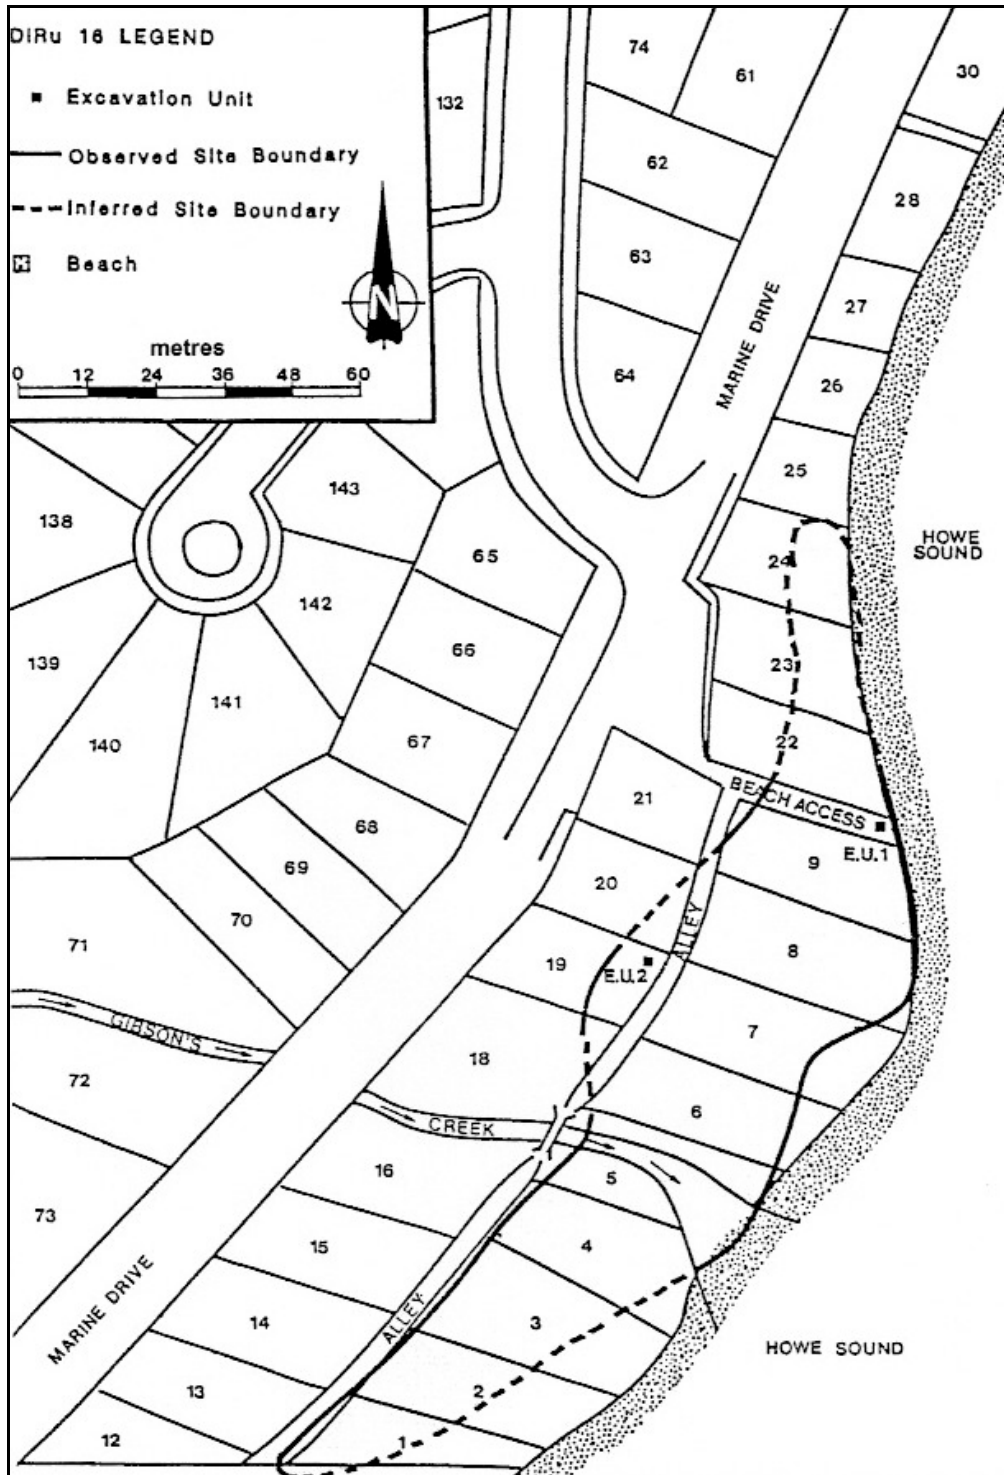 DIRu 16 LEGEND
Excavation Unit
Observed Site Boundary
Inferred Site Boundary
Beach
N
metres
0 12 24 36 48 60
74
61
30
132
62
28
63
27
MARINE DRIVE
64
26
25
143
138
HOWE
SOUND
65
24
142
66
23
139
141
22
67
140
BEACH ACCESS
21
68
E.U.1
9
69
20
70
ALLEY
71
8
19
E.U.2
7
GIBSON'S
18
72
6
CREEK
16
5
73
15
4
MARINE DRIVE
ALLEY
14
3
HOWE SOUND
13
2
12
1